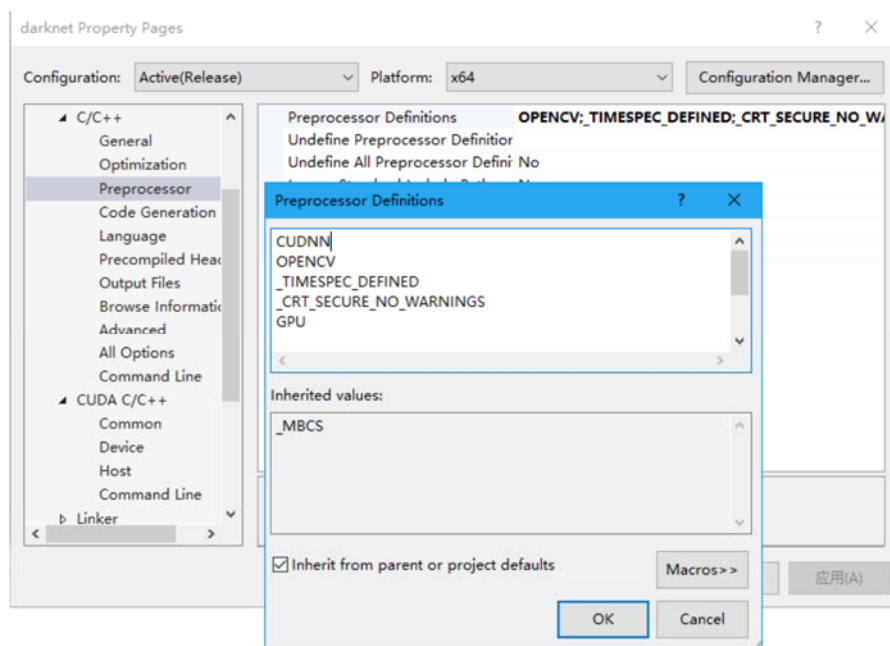 darknet Property Pages
Configuration: Active(Release) Platform: x64 Configuration Manager...
C/C++
General
Optimization
Preprocessor
Code Generation
Language
Precompiled Head
Output Files
Browse Informatic
Advanced
All Options
Command Line
CUDA C/C++
Common
Device
Host
Command Line
Linker
Preprocessor Definitions OPENCV;_TIMESPEC_DEFINED;_CRT_SECURE_NO_WA
Undefine Preprocessor Definition
Undefine All Preprocessor Defini No
Preprocessor Definitions
CUDNN
OPENCV
_TIMESPEC_DEFINED
_CRT_SECURE_NO_WARNINGS
GPU
Inherited values:
_MBCS
Inherit from parent or project defaults
Macros>>
OK Cancel
应用(A)